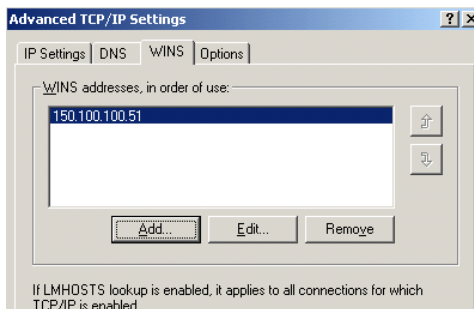 Advanced TCP/IP Settings
IP Settings DNS WINS Options
WINS addresses, in order of use:
150.100.100.51
Add... Edit... Remove
If LMHOSTS lookup is enabled, it applies to all connections for which
TCP/IP is enabled